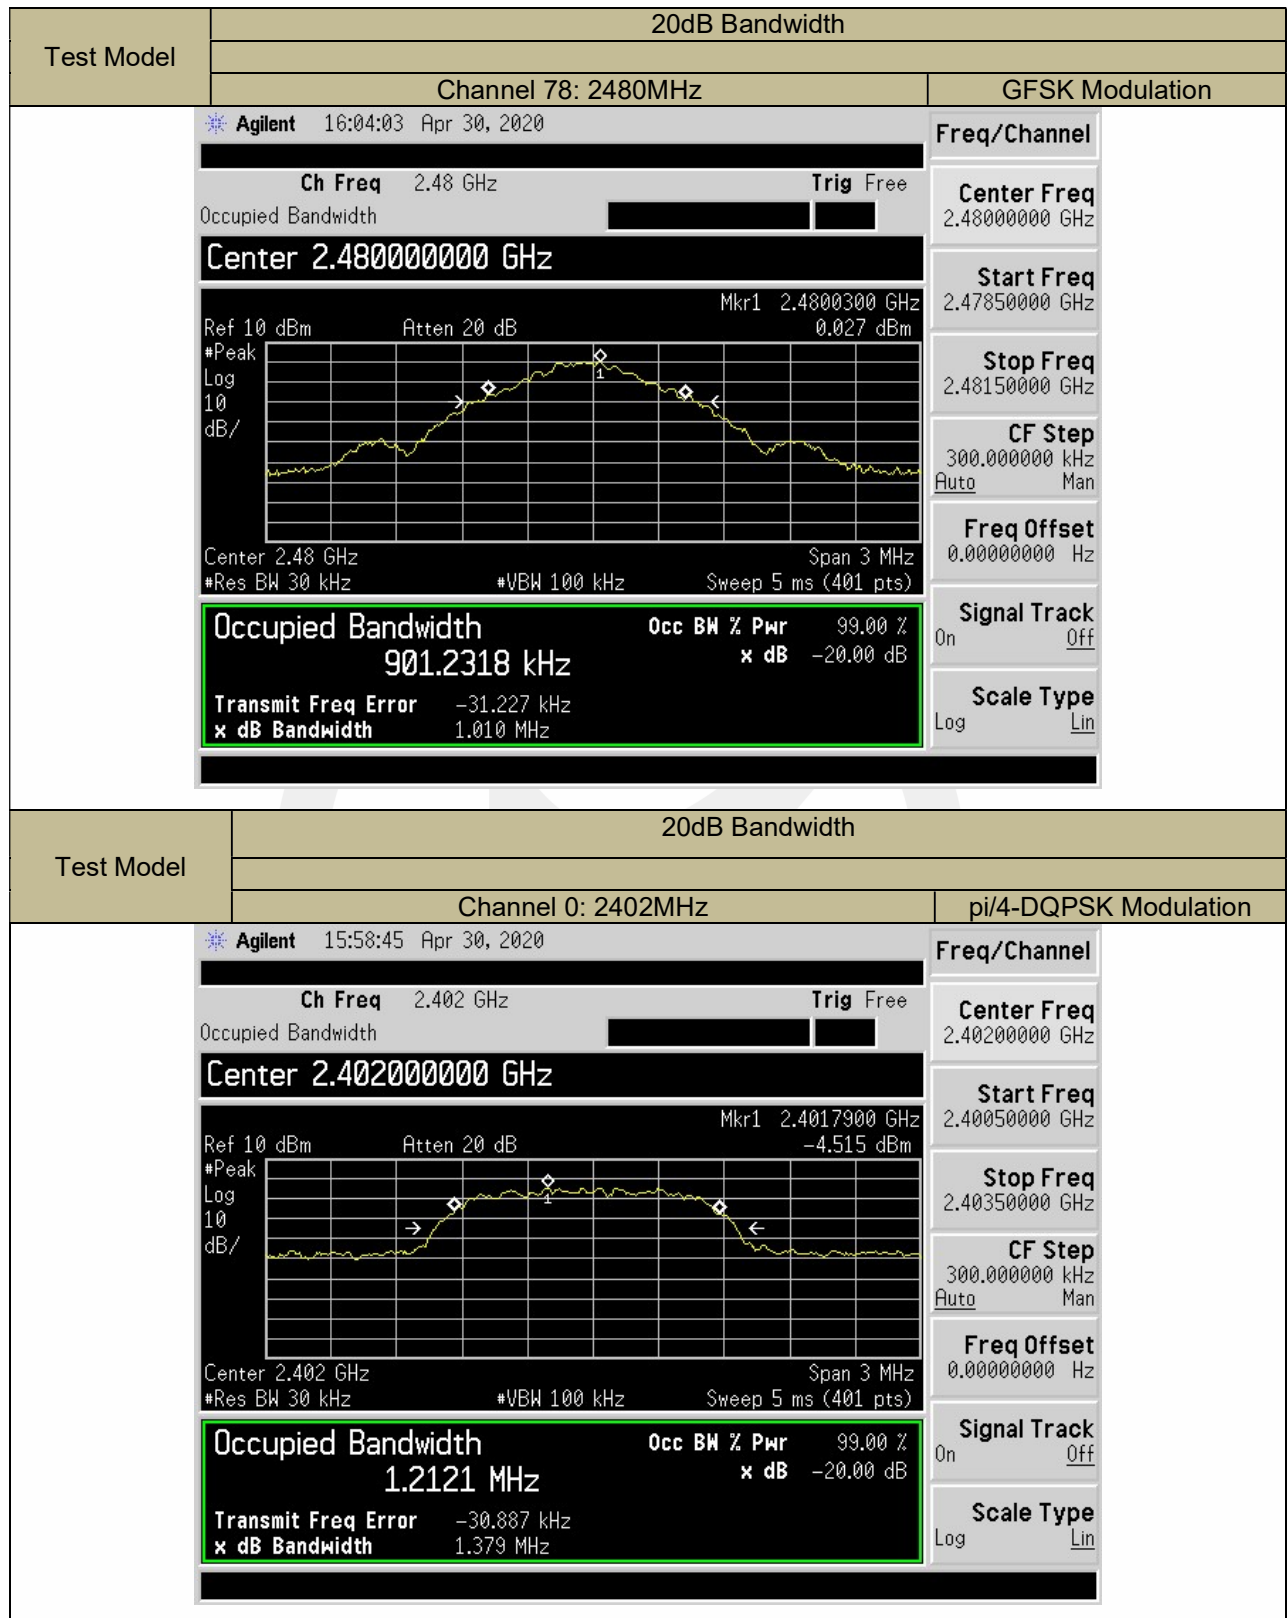 20dB Bandwidth
Test Model
Channel 78: 2480MHz GFSK Modulation
Agilent 16:04:03 Apr 30, 2020
Freq/Channel
Ch Freq 2.48 GHz Trig Free
Occupied Bandwidth
Center Freq
2.48000000 GHz
Center 2.480000000 GHz
Start Freq
2.47850000 GHz
Mkr1 2.4800300 GHz
Ref 10 dBm Atten 20 dB 0.027 dBm
#Peak
Log
10
dB/
1
Stop Freq
2.48150000 GHz
CF Step
300.000000 kHz
Auto Man
Freq Offset
0.00000000 Hz
Center 2.48 GHz Span 3 MHz
#Res BW 30 kHz #VBW 100 kHz Sweep 5 ms (401 pts)
Signal Track
On Off
Occupied Bandwidth Occ BW % Pwr 99.00 %
901.2318 kHz x dB -20.00 dB
Transmit Freq Error -31.227 kHz
x dB Bandwidth 1.010 MHz
Scale Type
Log Lin
20dB Bandwidth
Test Model
Channel 0: 2402MHz pi/4-DQPSK Modulation
Agilent 15:58:45 Apr 30, 2020
Freq/Channel
Ch Freq 2.402 GHz Trig Free
Occupied Bandwidth
Center Freq
2.40200000 GHz
Center 2.402000000 GHz
Start Freq
2.40050000 GHz
Mkr1 2.4017900 GHz
Ref 10 dBm Atten 20 dB -4.515 dBm
#Peak
Log
10
dB/
1
Stop Freq
2.40350000 GHz
CF Step
300.000000 kHz
Auto Man
Freq Offset
0.00000000 Hz
Center 2.402 GHz Span 3 MHz
#Res BW 30 kHz #VBW 100 kHz Sweep 5 ms (401 pts)
Signal Track
On Off
Occupied Bandwidth Occ BW % Pwr 99.00 %
1.2121 MHz x dB -20.00 dB
Transmit Freq Error -30.887 kHz
x dB Bandwidth 1.379 MHz
Scale Type
Log Lin